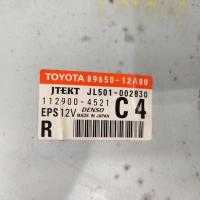 TOYOTA 89650-12A80
JTEKT JL501-002830
112900-4521 C4
EPS 12V DENSO
MADE IN JAPAN
R